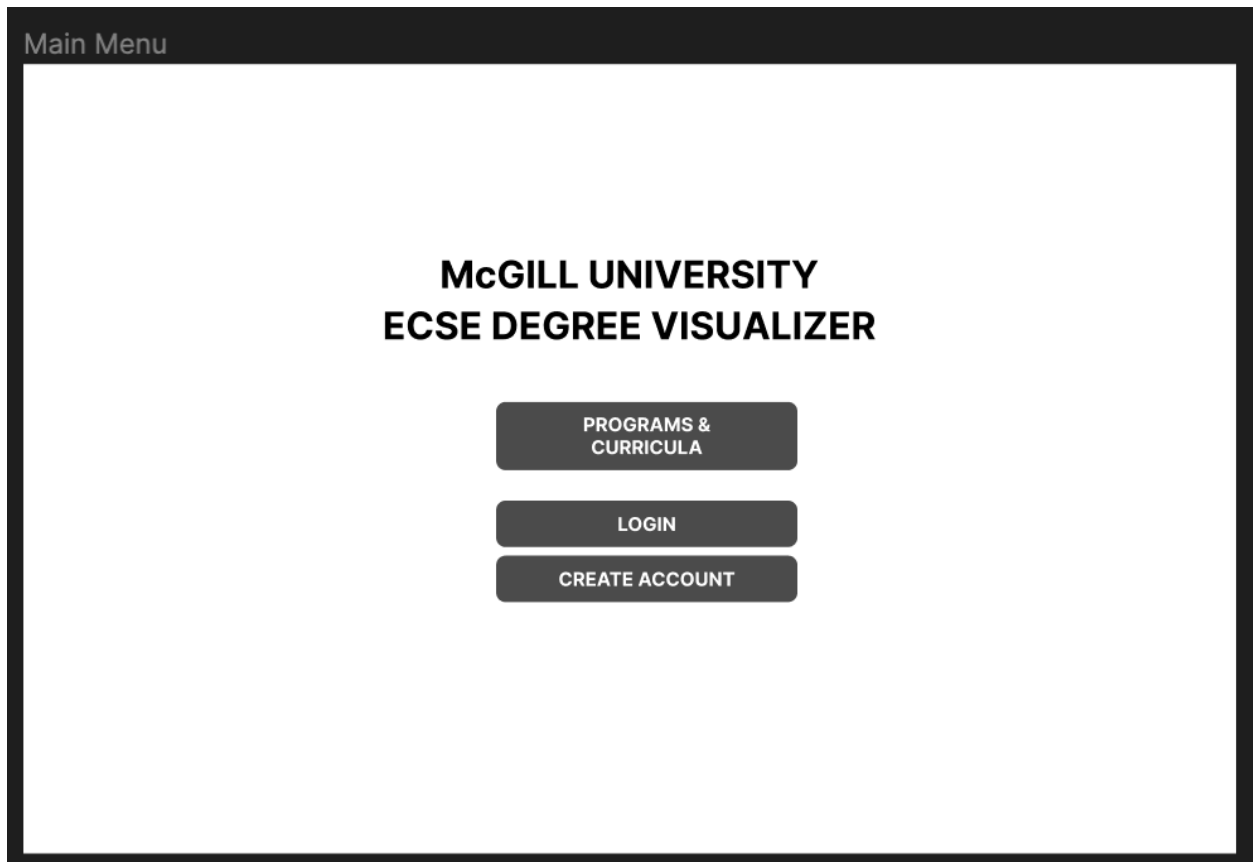 Main Menu
McGILL UNIVERSITY
ECSE DEGREE VISUALIZER
PROGRAMS &
CURRICULA
LOGIN
CREATE ACCOUNT